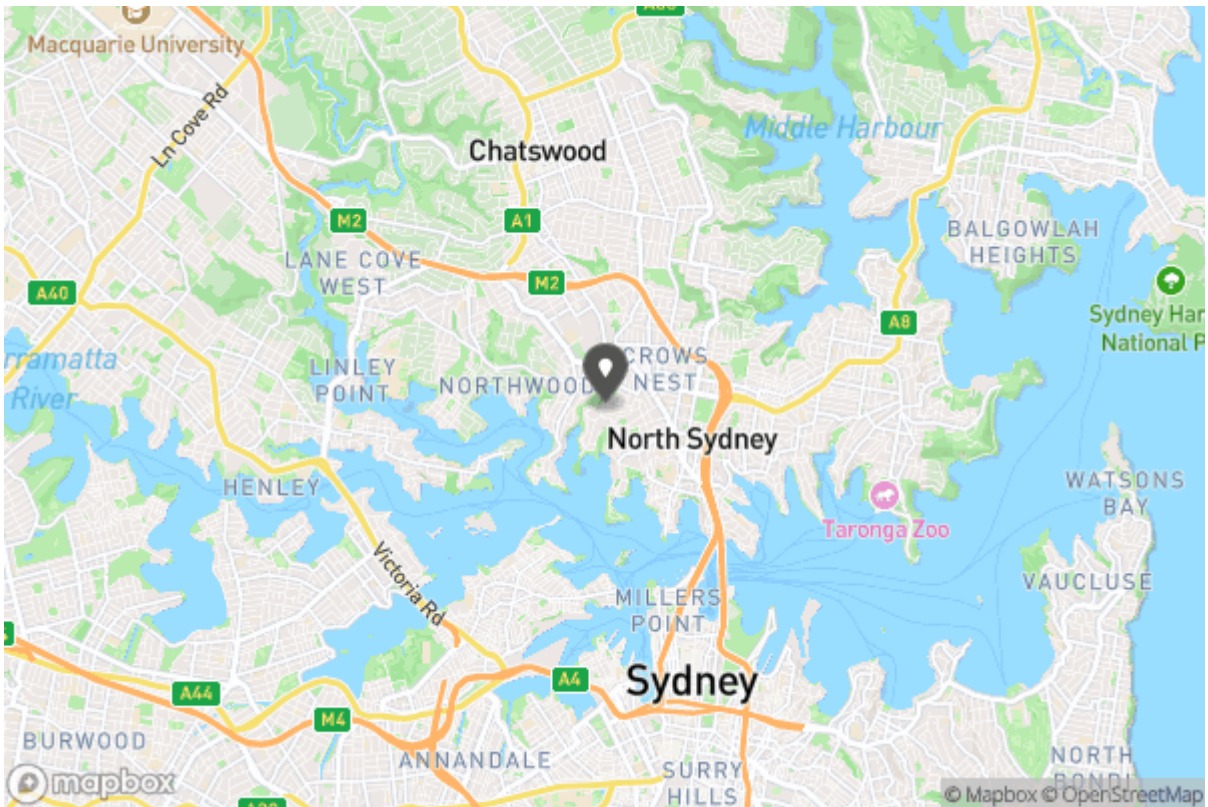 A38
Macquarie University
Ln Cove Rd
Middle Harbour
Chatswood
M2
A1
BALGOWLAH
HEIGHTS
LANE COVE
WEST
M2
A40
Sydney Har
National P
A8
rramatta
River
LINLEY
POINT
NORTHWOOD
CROWS
NEST
North Sydney
HENLEY
WATSONS
BAY
Taronga Zoo
Victoria Rd
VAUCLUSE
MILLERS
POINT
Sydney
A4
A44
M4
BURWOOD
ANNANDALE
SURRY
HILLS
NORTH
BONDI
mapbox
© Mapbox © OpenStreetMap